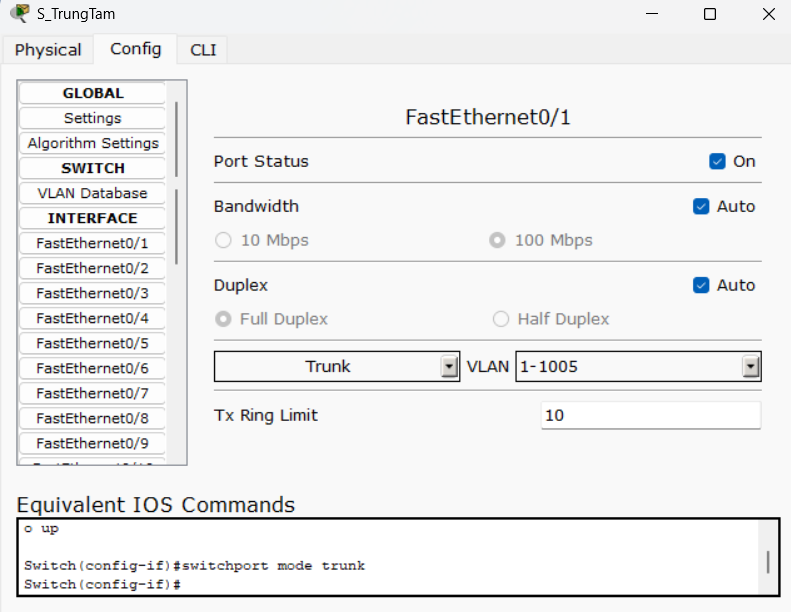 S_TrungTam
Physical Config CLI
GLOBAL
Settings
Algorithm Settings
SWITCH
VLAN Database
INTERFACE
FastEthernet0/1
FastEthernet0/2
FastEthernet0/3
FastEthernet0/4
FastEthernet0/5
FastEthernet0/6
FastEthernet0/7
FastEthernet0/8
FastEthernet0/9
FastEthernet0/1
Port Status On
Bandwidth Auto
10 Mbps 100 Mbps
Duplex Auto
Full Duplex Half Duplex
Trunk VLAN 1-1005
Tx Ring Limit 10
Equivalent IOS Commands
o up
Switch(config-if)#switchport mode trunk
Switch(config-if)#